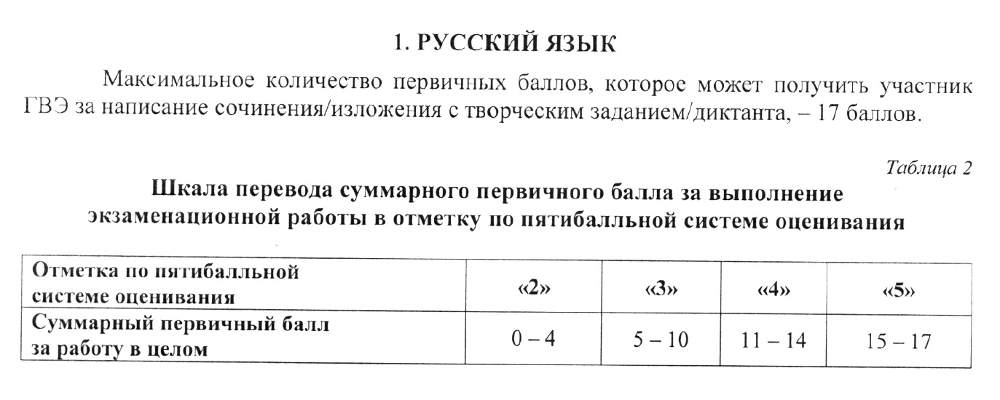 1. РУССКИЙ ЯЗЫК
Максимальное количество первичных баллов, которое может получить участник
ГВЭ за написание сочинения/изложения с творческим заданием/диктанта, – 17 баллов.
Таблица 2
Шкала перевода суммарного первичного балла за выполнение
экзаменационной работы в отметку по пятибалльной системе оценивания
Отметка по пятибалльной
системе оценивания
«2» «3» «4» «5»
Суммарный первичный балл
за работу в целом
0 – 4 5 – 10 11 – 14 15 – 17